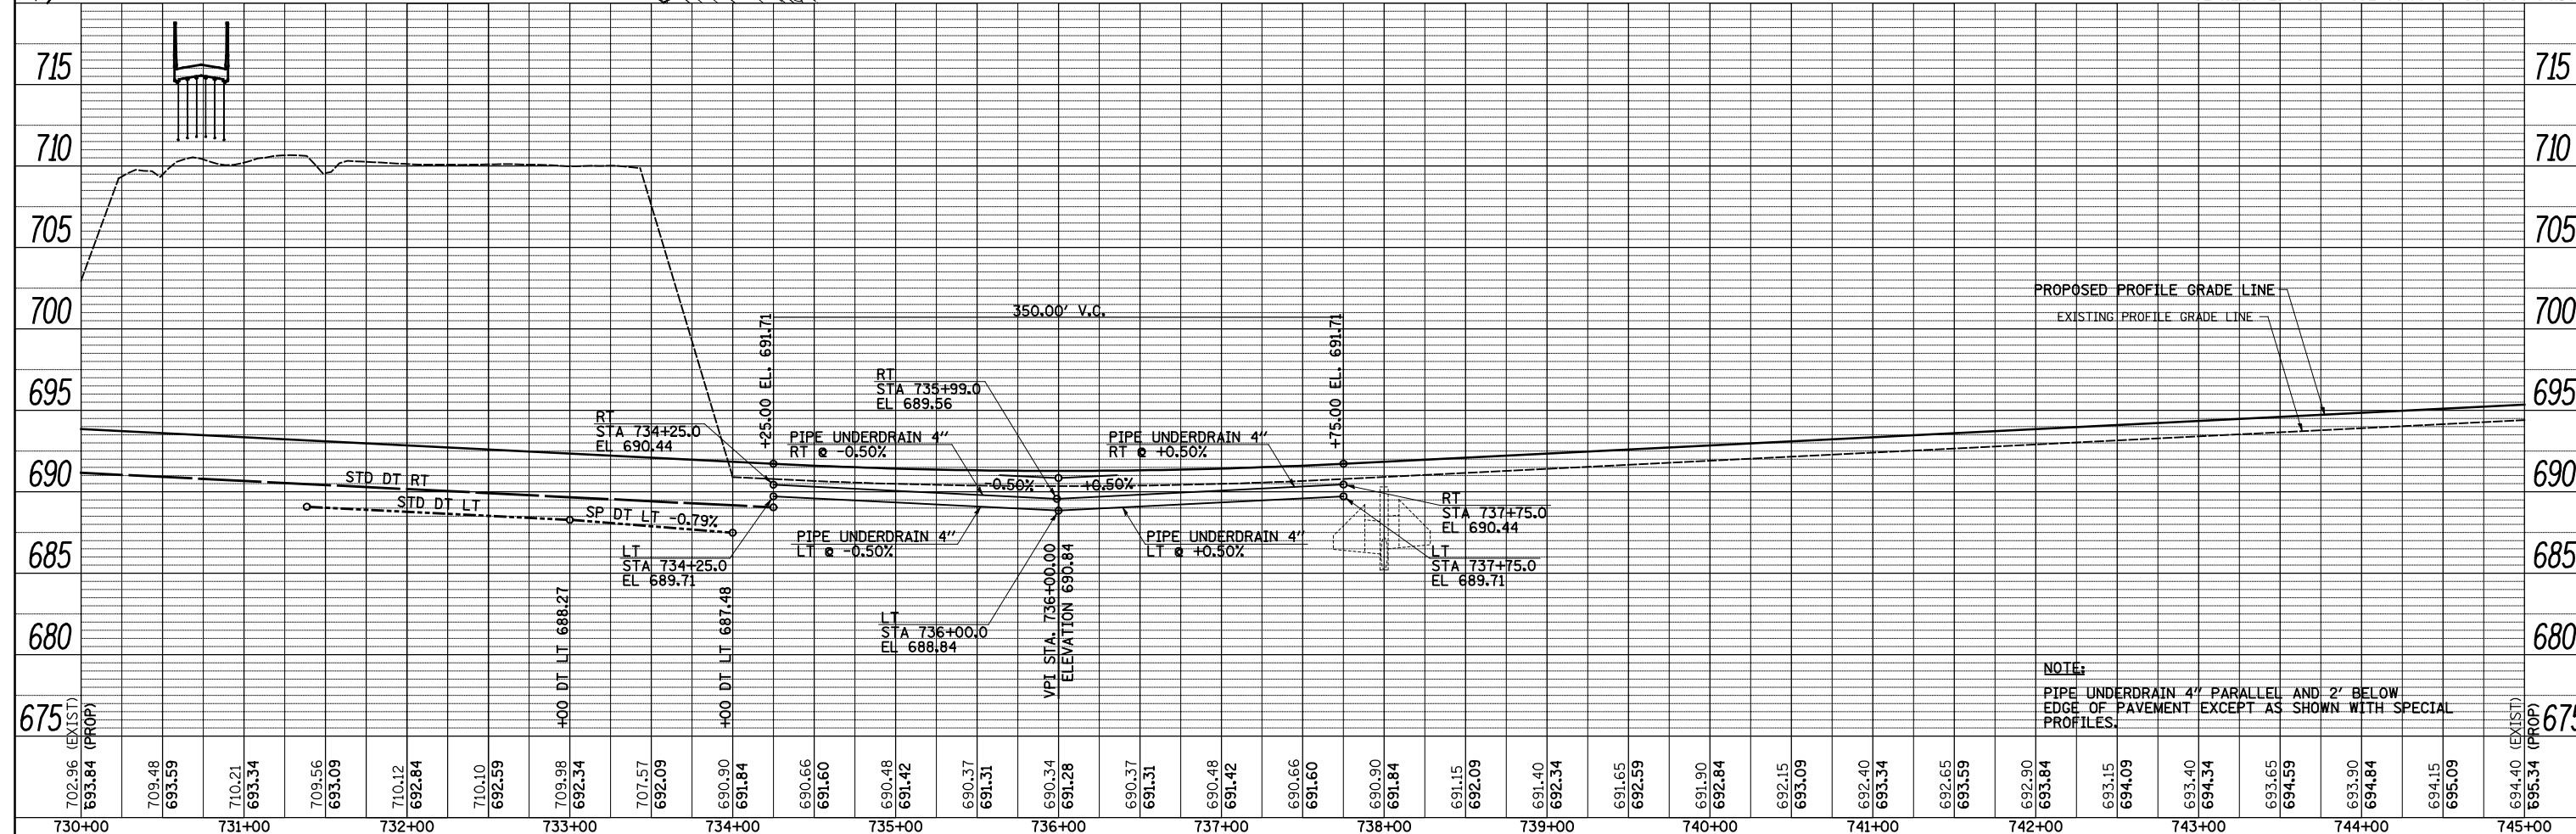 715
715
710
710
705
705
700
700
695
695
690
690
685
685
680
680
675
675
350.00' V.C.
+25.00 EL. 691.71
+75.00 EL. 691.71
PROPOSED PROFILE GRADE LINE
EXISTING PROFILE GRADE LINE
RT
STA 735+99.0
EL 689.56
RT
STA 734+25.0
EL 690.44
PIPE UNDERDRAIN 4"
RT @ -0.50%
PIPE UNDERDRAIN 4"
RT @ +0.50%
STD DT RT
STD DT LT
SP DT LT -0.79%
-0.50%
+0.50%
RT
STA 737+75.0
EL 690.44
PIPE UNDERDRAIN 4"
LT @ -0.50%
PIPE UNDERDRAIN 4"
LT @ +0.50%
LT
STA 734+25.0
EL 689.71
LT
STA 737+75.0
EL 689.71
LT
STA 736+00.0
EL 688.84
+00 DT LT 688.27
+00 DT LT 687.48
VPI STA. 736+00.00
ELEVATION 690.84
NOTE:
PIPE UNDERDRAIN 4" PARALLEL AND 2' BELOW
EDGE OF PAVEMENT EXCEPT AS SHOWN WITH SPECIAL
PROFILES.
702.96 (EXIST)
693.84 (PROP)
709.48
693.59
710.21
693.34
709.56
693.09
710.12
692.84
710.10
692.59
709.98
692.34
707.57
692.09
690.90
691.84
690.66
691.60
690.48
691.42
690.37
691.31
690.34
691.28
690.37
691.31
690.48
691.42
690.66
691.60
690.90
691.84
691.15
692.09
691.40
692.34
691.65
692.59
691.90
692.84
692.15
693.09
692.40
693.34
692.65
693.59
692.90
693.84
693.15
694.09
693.40
694.34
693.65
694.59
693.90
694.84
694.15
695.09
694.40 (EXIST)
695.34 (PROP)
730+00
731+00
732+00
733+00
734+00
735+00
736+00
737+00
738+00
739+00
740+00
741+00
742+00
743+00
744+00
745+00